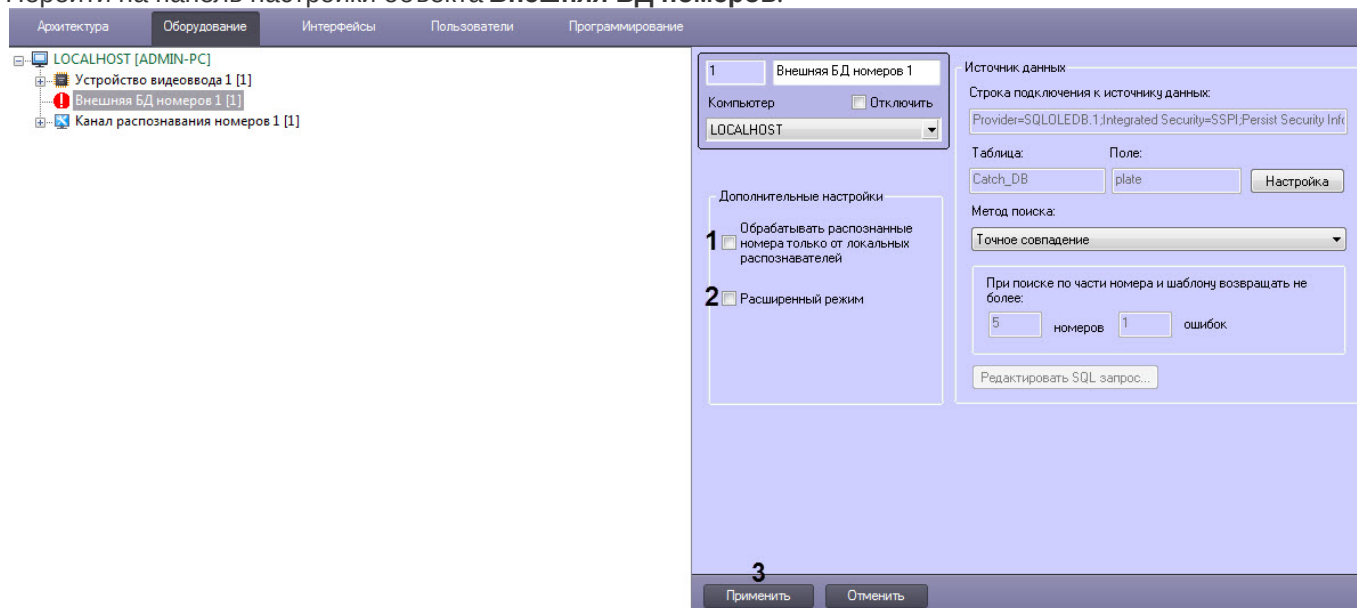 Перейти на панель настройки объекта Внешняя БД номеров.
Архитектура Оборудование Интерфейсы Пользователи Программирование
LOCALHOST [ADMIN-PC]
Устройство видеоввода 1 [1]
Внешняя БД номеров 1 [1]
Канал распознавания номеров 1 [1]
1 Внешняя БД номеров 1
Компьютер Отключить
LOCALHOST
Дополнительные настройки
1 Обрабатывать распознанные
номера только от локальных
распознавателей
2 Расширенный режим
Источник данных
Строка подключения к источнику данных:
Provider=SQLOLEDB.1;Integrated Security=SSPI;Persist Security Info
Таблица: Поле:
Catch_DB plate Настройка
Метод поиска:
Точное совпадение
При поиске по части номера и шаблону возвращать не
более:
5 номеров 1 ошибок
Редактировать SQL запрос...
3
Применить Отменить